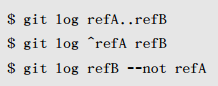 $ git log refA..refB
$ git log ^refA refB
$ git log refB --not refA